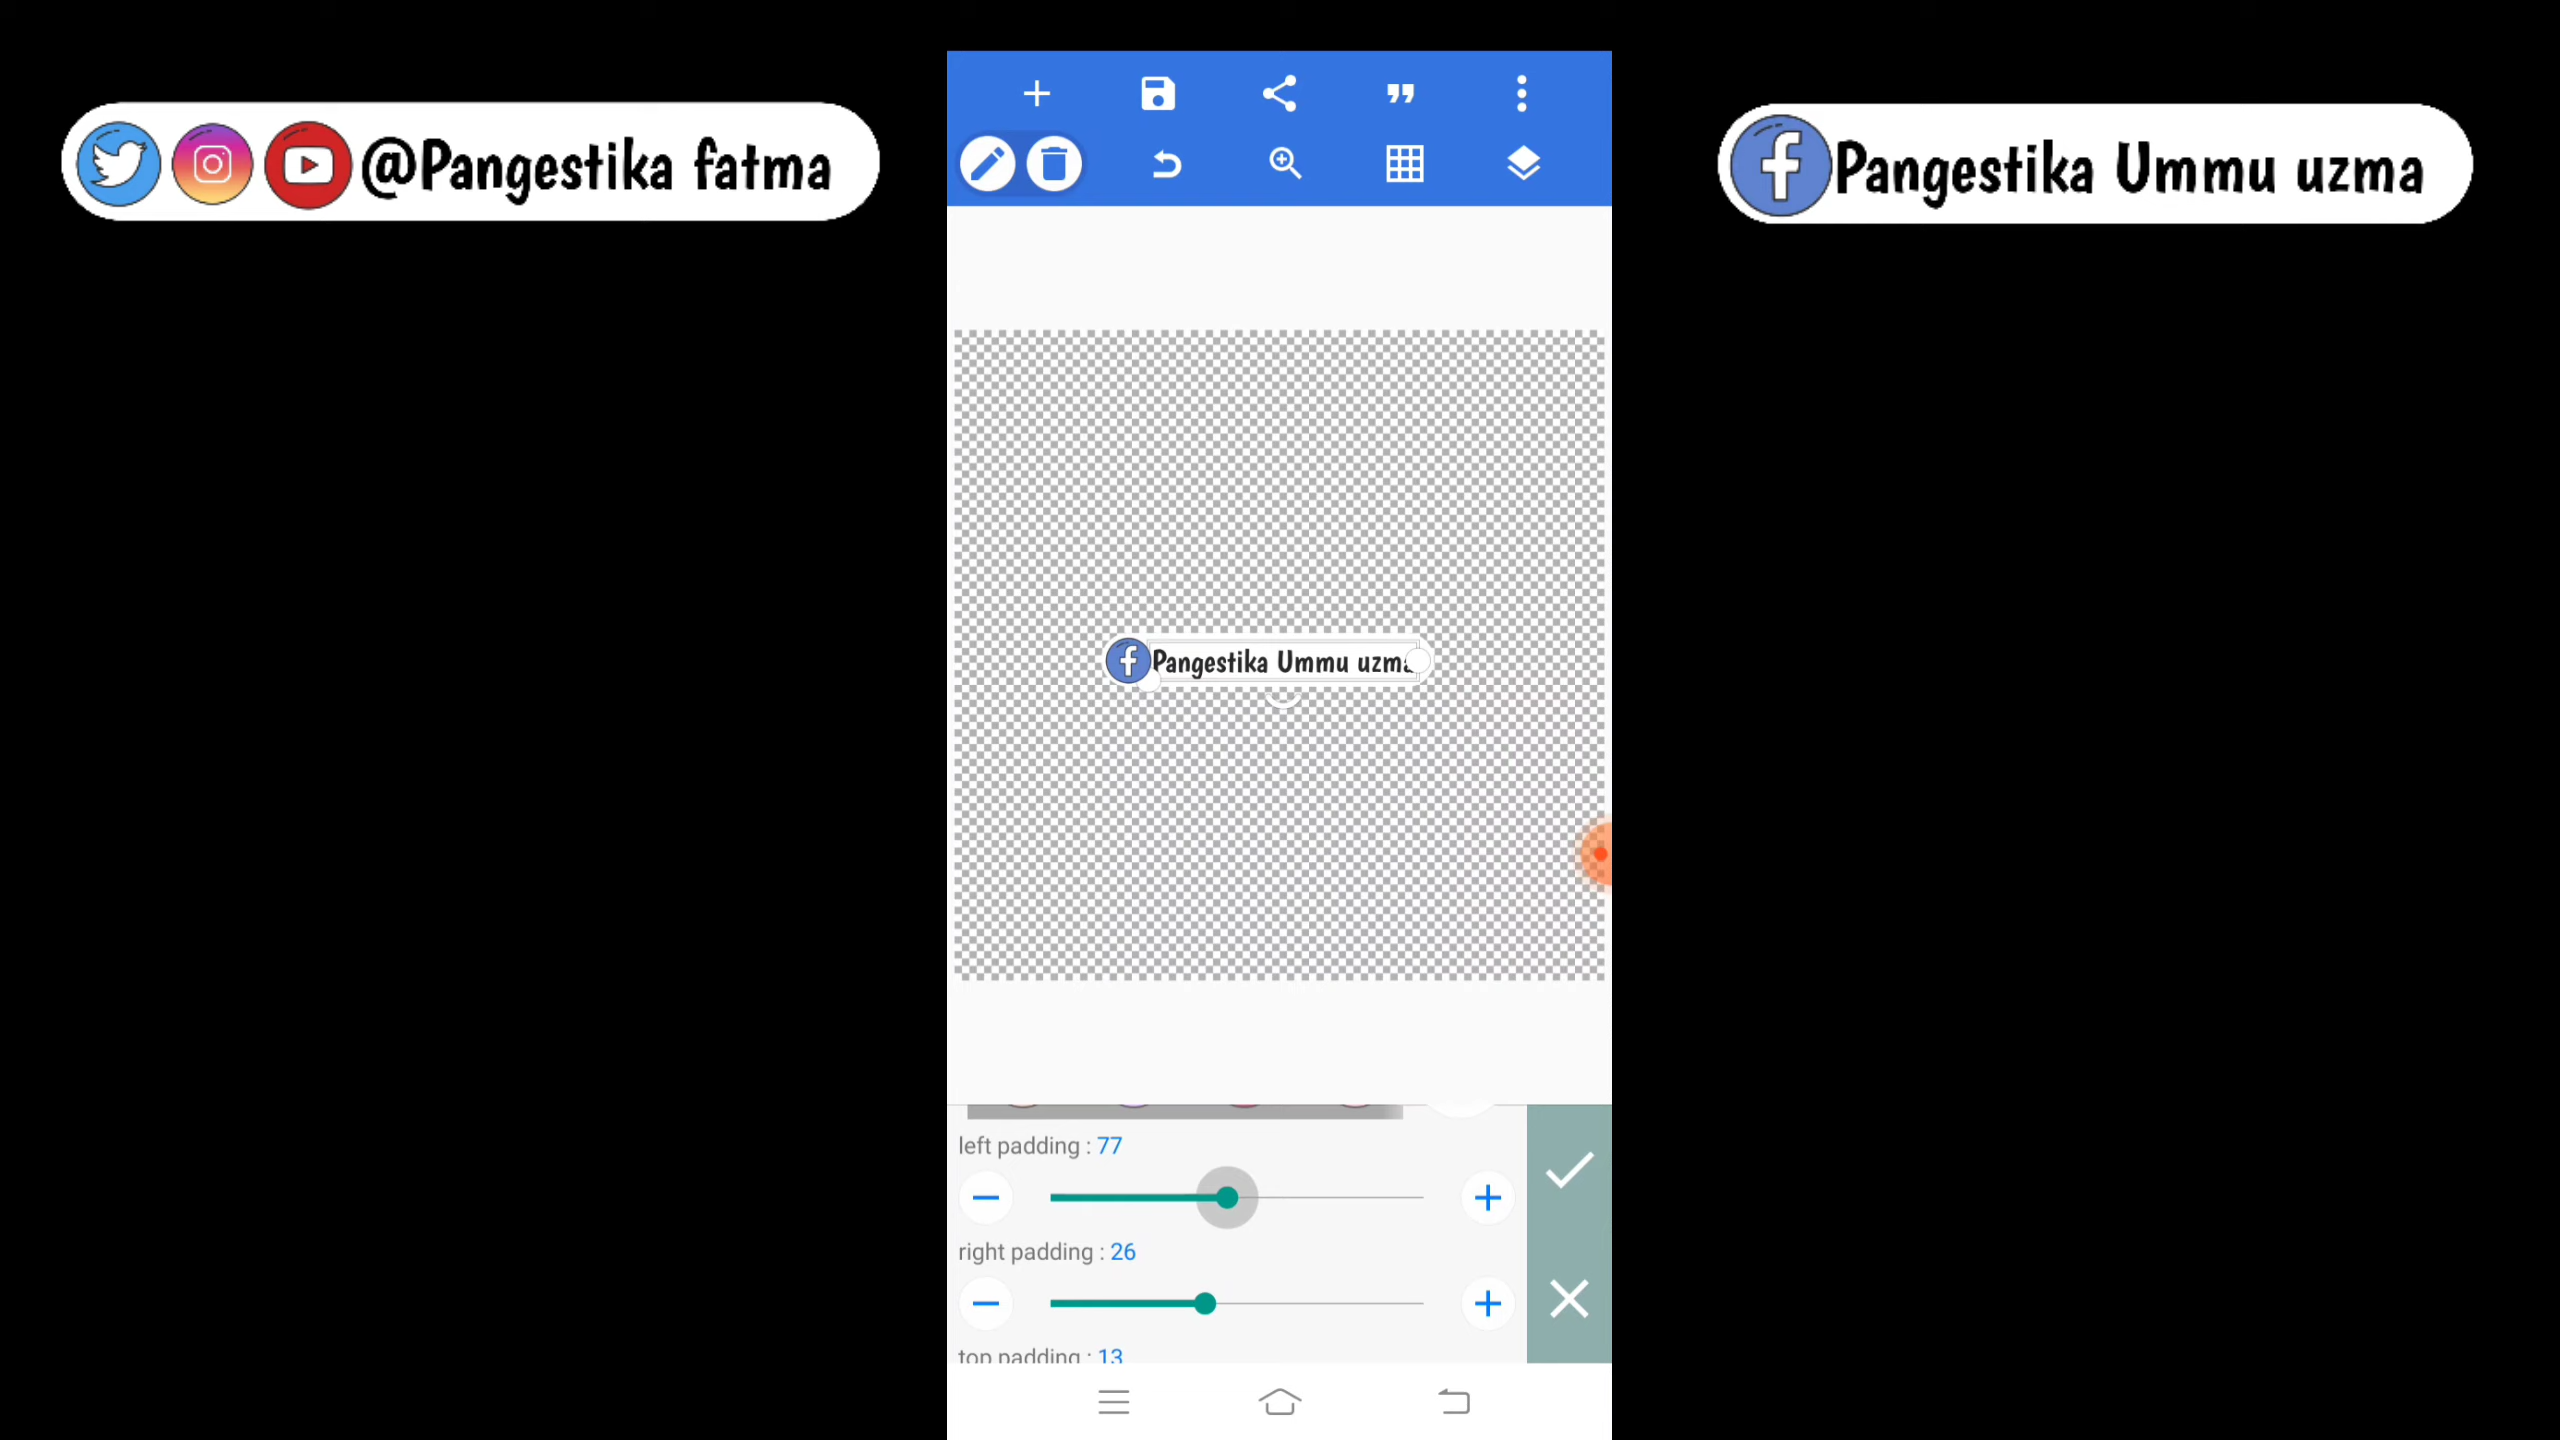 @Pangestika fatma
Pangestika Ummu uzma
Pangestika Ummu uzma
left padding : 77
right padding : 26
top padding : 13